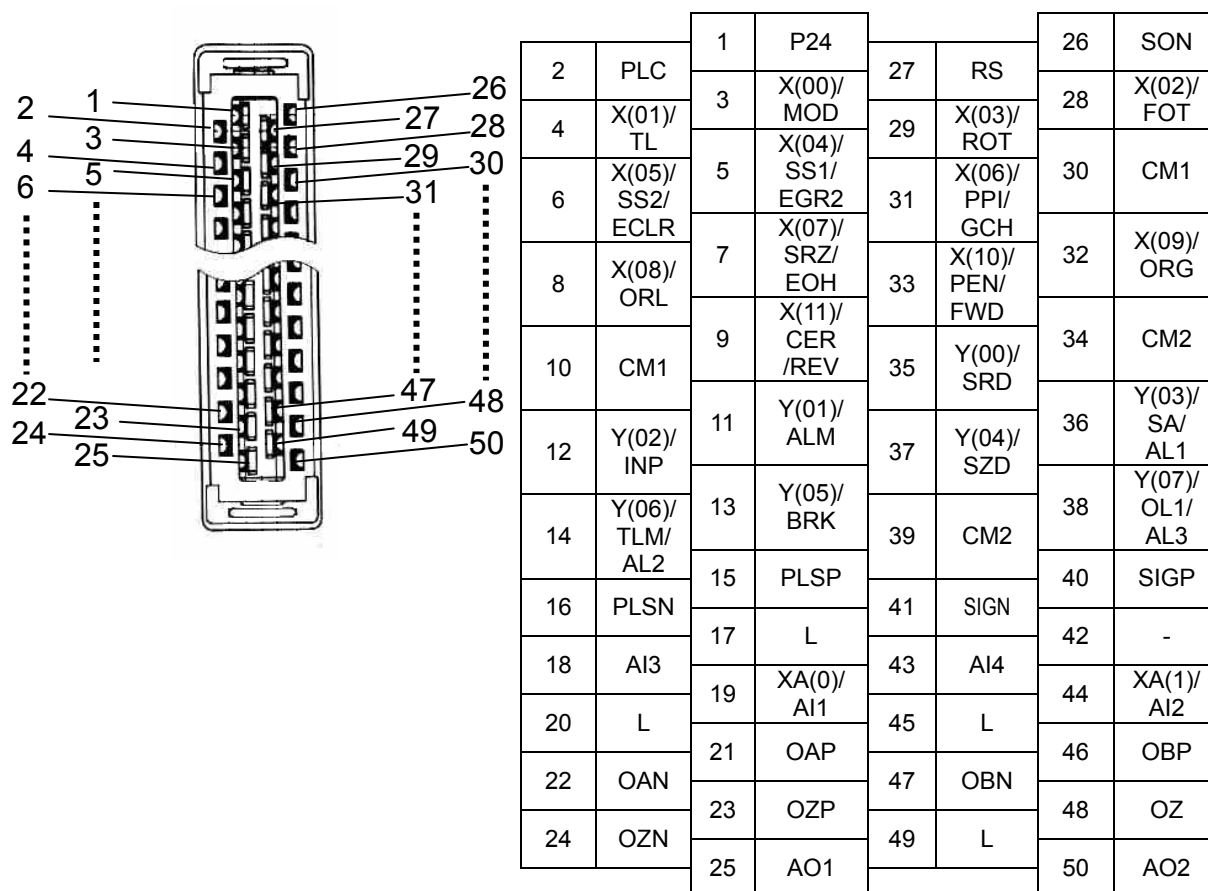 1
2
3
4
5
6
26
27
28
29
30
31
22
23
24
25
47
48
49
50
2 PLC
4 X(01)/
TL
6 X(05)/
SS2/
ECLR
8 X(08)/
ORL
10 CM1
12 Y(02)/
INP
14 Y(06)/
TLM/
AL2
16 PLSN
18 AI3
20 L
22 OAN
24 OZN
1 P24
3 X(00)/
MOD
5 X(04)/
SS1/
EGR2
7 X(07)/
SRZ/
EOH
9 X(11)/
CER
/REV
11 Y(01)/
ALM
13 Y(05)/
BRK
15 PLSP
17 L
19 XA(0)/
AI1
21 OAP
23 OZP
25 AO1
27 RS
29 X(03)/
ROT
31 X(06)/
PPI/
GCH
33 X(10)/
PEN/
FWD
35 Y(00)/
SRD
37 Y(04)/
SZD
39 CM2
41 SIGN
43 AI4
45 L
47 OBN
49 L
26 SON
28 X(02)/
FOT
30 CM1
32 X(09)/
ORG
34 CM2
36 Y(03)/
SA/
AL1
38 Y(07)/
OL1/
AL3
40 SIGP
42 -
44 XA(1)/
AI2
46 OBP
48 OZ
50 AO2